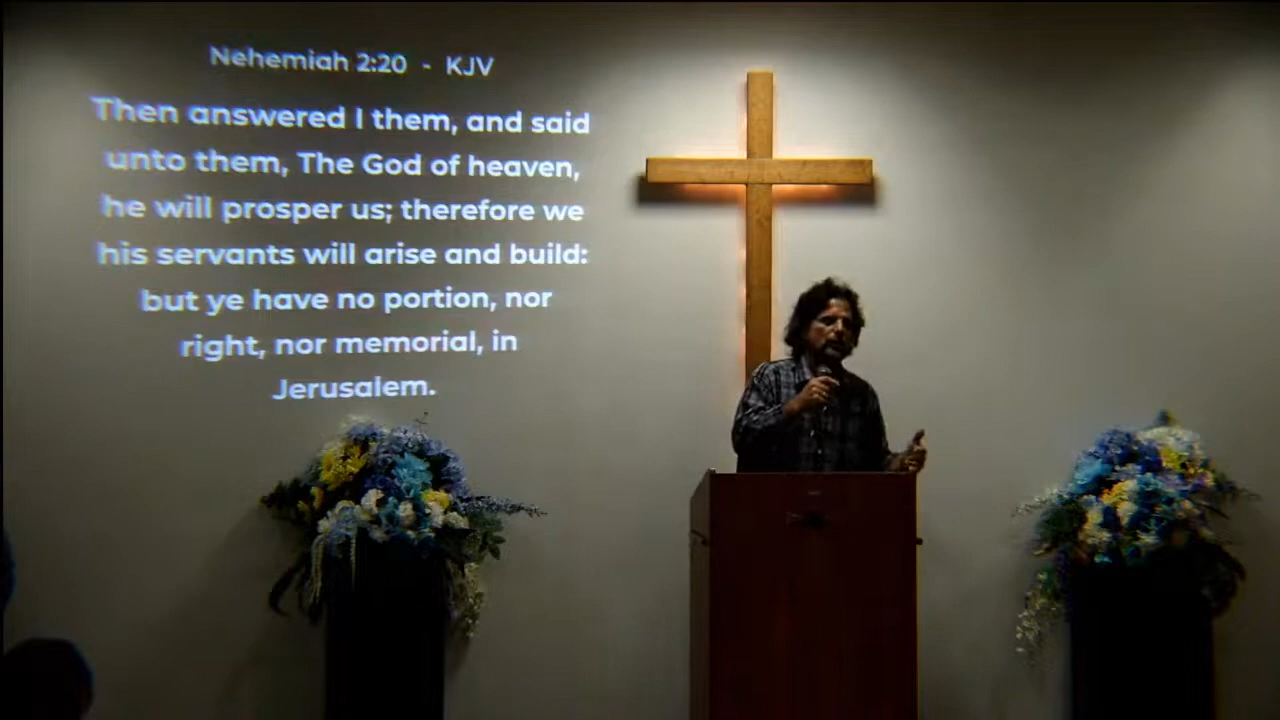 Nehemiah 2:20 - KJV
Then answered I them, and said
unto them, The God of heaven,
he will prosper us; therefore we
his servants will arise and build:
but ye have no portion, nor
right, nor memorial, in
Jerusalem.